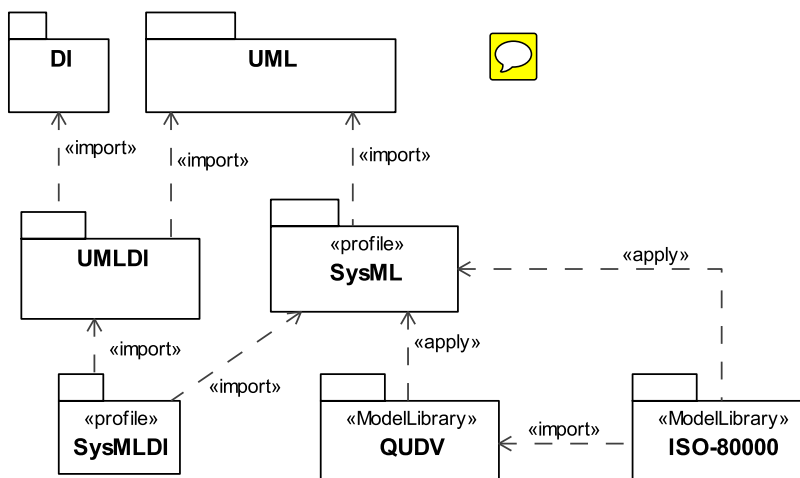 DI
UML
«import»
«import»
«import»
UMLDI
«profile»
SysML
«apply»
«import»
«import»
«apply»
«profile»
SysMLDI
«ModelLibrary»
QUDV
«import»
«ModelLibrary»
ISO-80000